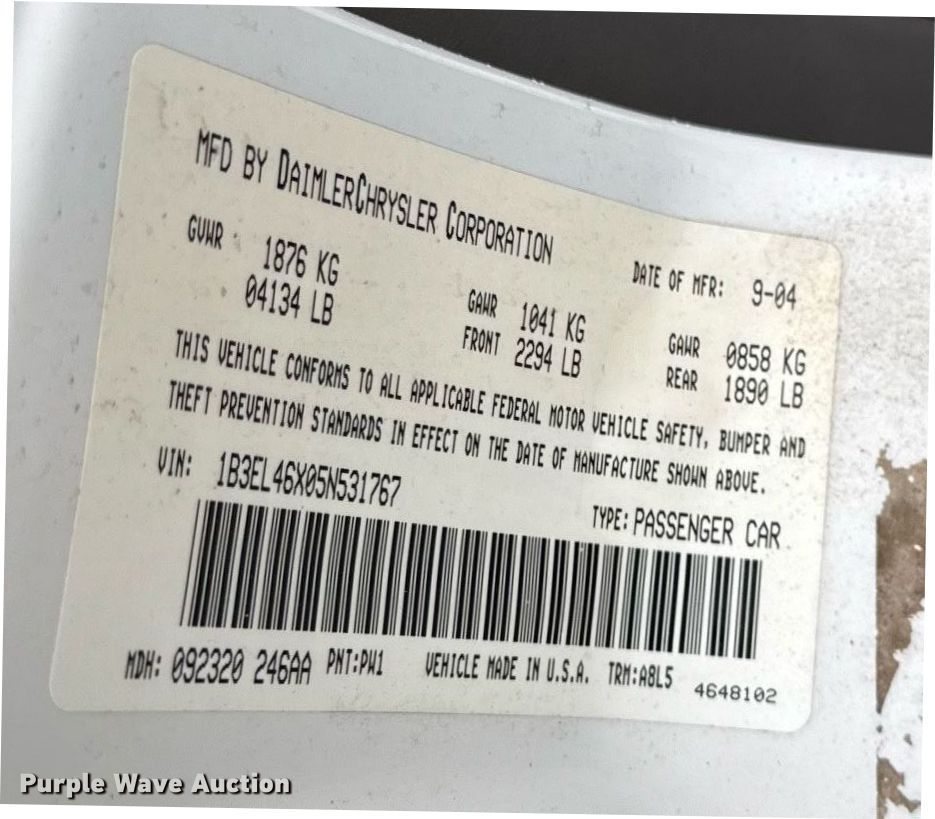 MFD BY DAIMLERCHRYSLER CORPORATION
DATE OF MFR: 9-04
GVWR 1876 KG
04134 LB
GAWR 1041 KG
FRONT 2294 LB
GAWR 0858 KG
REAR 1890 LB
THIS VEHICLE CONFORMS TO ALL APPLICABLE FEDERAL MOTOR VEHICLE SAFETY, BUMPER AND
THEFT PREVENTION STANDARDS IN EFFECT ON THE DATE OF MANUFACTURE SHOWN ABOVE.
VIN: 1B3EL46X05N531767
TYPE: PASSENGER CAR
MDH: 092320 246AA PNT:PW1 VEHICLE MADE IN U.S.A. TRM:A8L5 4648102
Purple Wave Auction